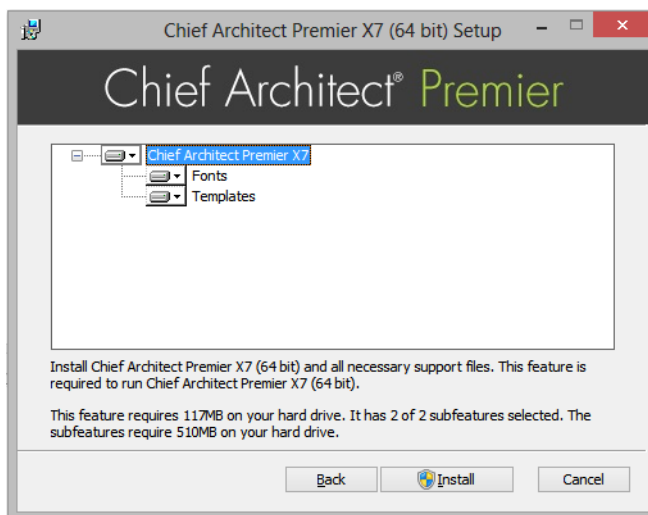 Chief Architect Premier X7 (64 bit) Setup
Chief Architect® Premier
Chief Architect Premier X7
Fonts
Templates
Install Chief Architect Premier X7 (64 bit) and all necessary support files. This feature is
required to run Chief Architect Premier X7 (64 bit).
This feature requires 117MB on your hard drive. It has 2 of 2 subfeatures selected. The
subfeatures require 510MB on your hard drive.
Back Install Cancel